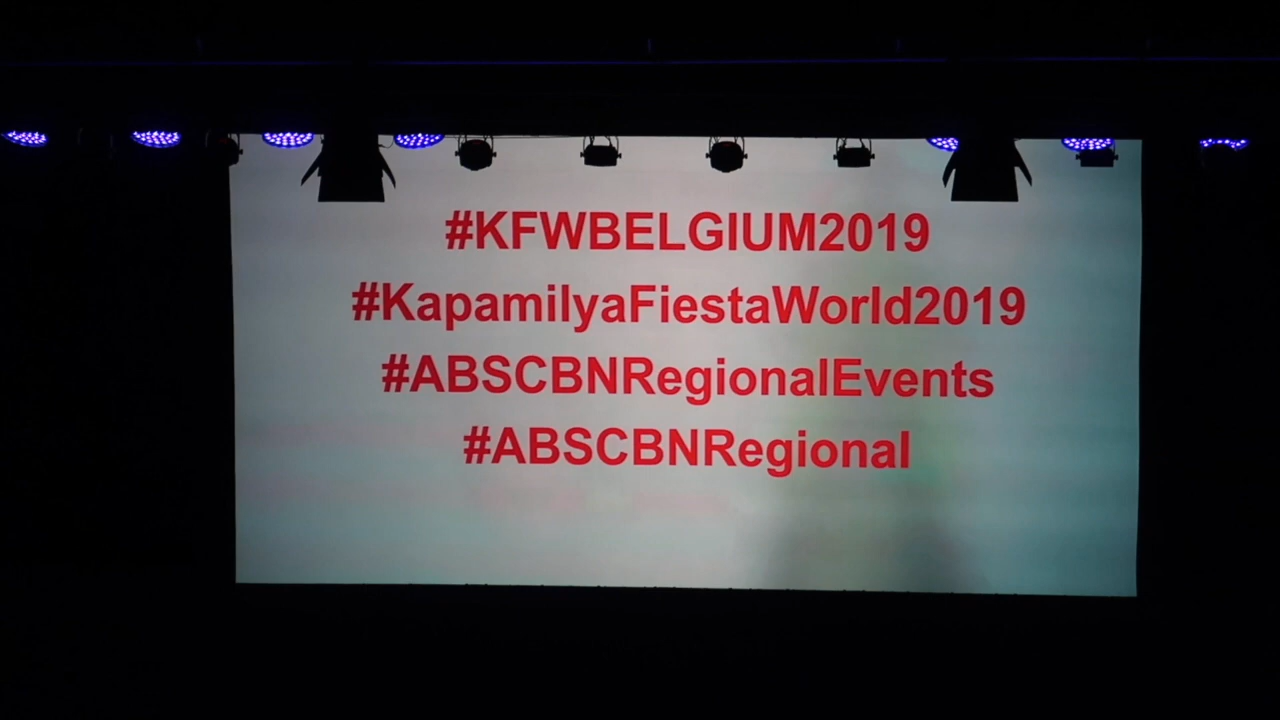 #KFWBELGIUM2019
#KapamilyaFiestaWorld2019
#ABSCBNRegionalEvents
#ABSCBNRegional